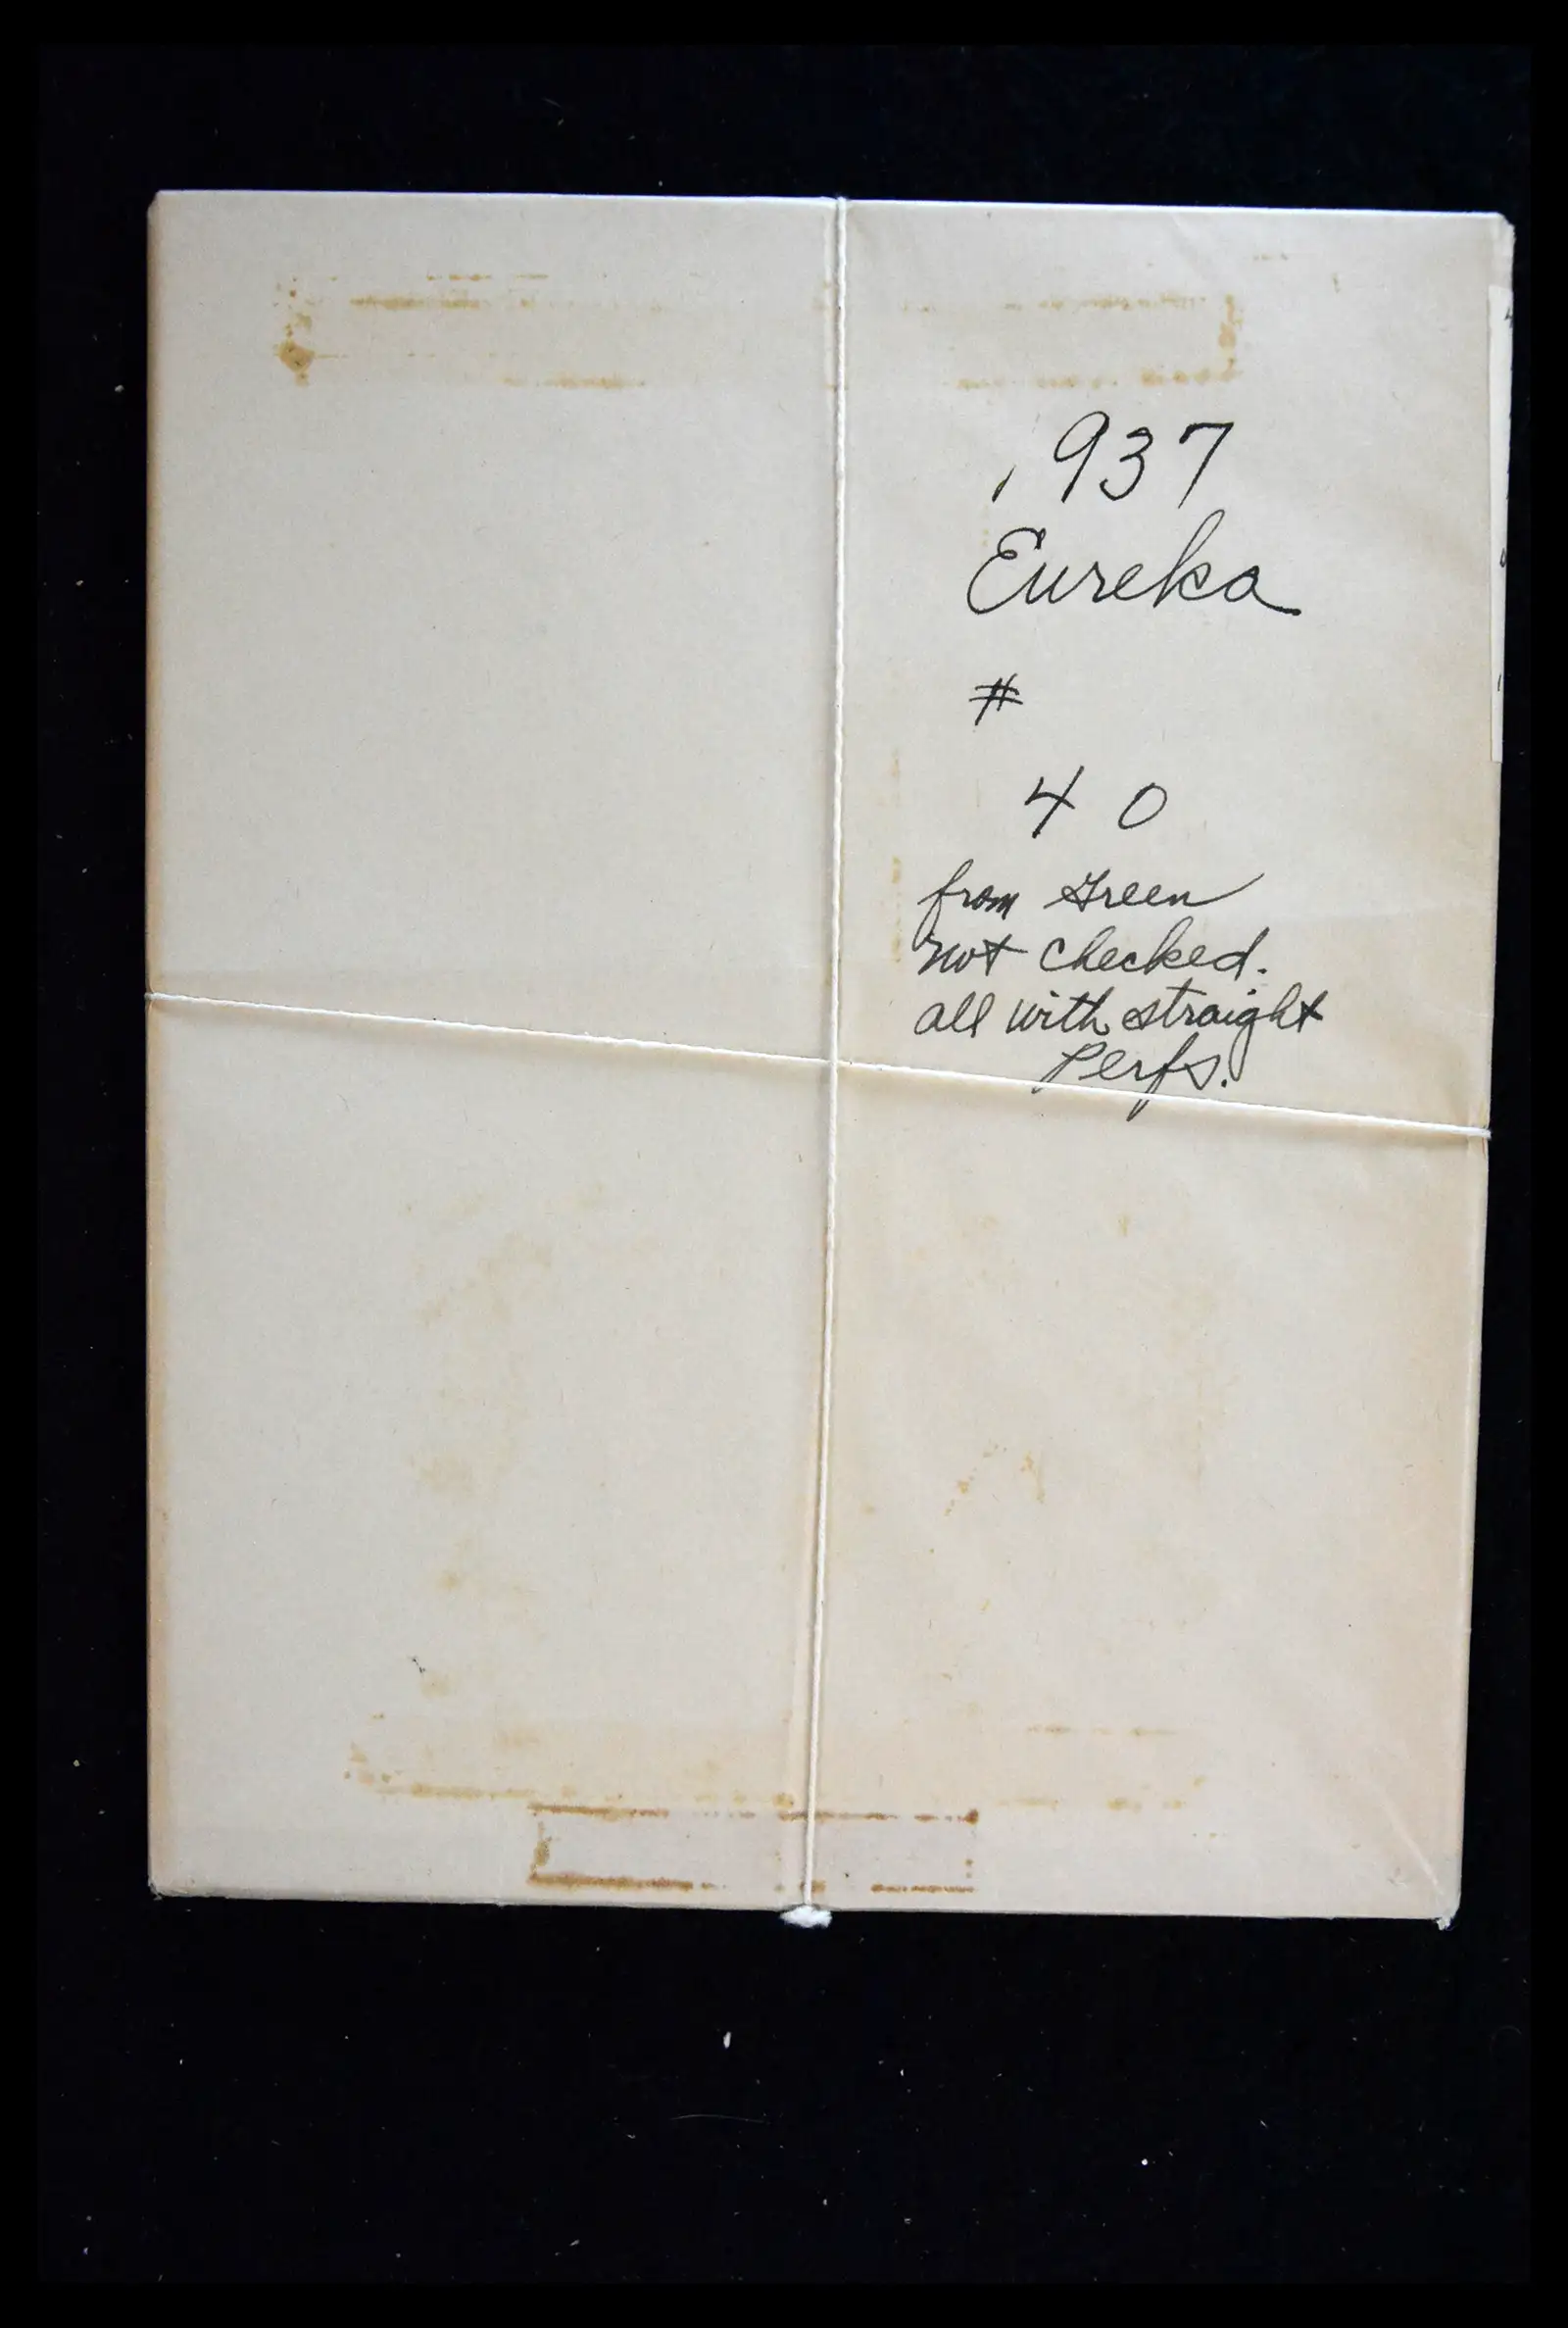 1937
Eureka
#
40
from Green
not checked.
all with straight
Perfs.